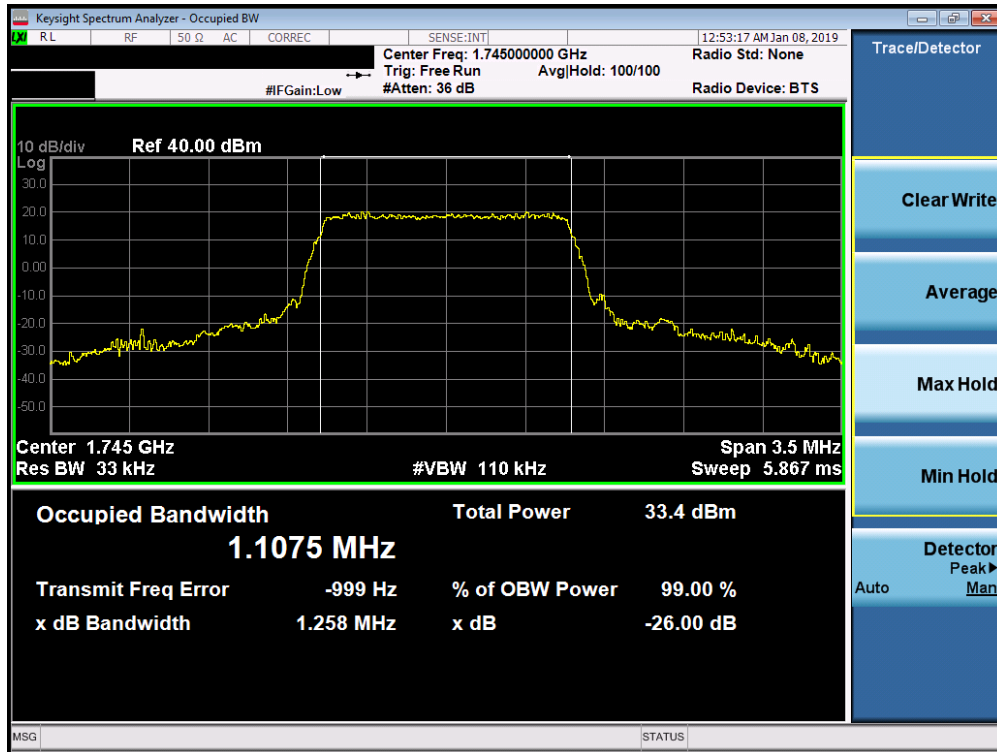 Keysight Spectrum Analyzer - Occupied BW
LXI RL RF 50 Ω AC CORREC SENSE:INT 12:53:17 AM Jan 08, 2019
Center Freq: 1.745000000 GHz Radio Std: None
Trig: Free Run Avg|Hold: 100/100
#IFGain:Low #Atten: 36 dB Radio Device: BTS
Trace/Detector
10 dB/div Ref 40.00 dBm
Log
30.0
20.0
10.0
0.00
-10.0
-20.0
-30.0
-40.0
-50.0
Center 1.745 GHz Span 3.5 MHz
Res BW 33 kHz #VBW 110 kHz Sweep 5.867 ms
Occupied Bandwidth Total Power 33.4 dBm
1.1075 MHz
Transmit Freq Error -999 Hz % of OBW Power 99.00 %
x dB Bandwidth 1.258 MHz x dB -26.00 dB
Clear Write
Average
Max Hold
Min Hold
Detector
Peak▶
Auto Man
MSG STATUS